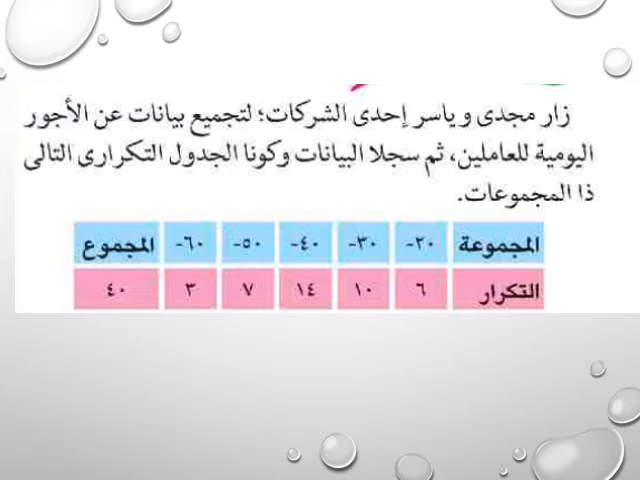 زار مجدى وياسر إحدى الشركات؛ لتجميع بيانات عن الأجور
اليومية للعاملين، ثم سجلا البيانات وكونا الجدول التكرارى التالى
ذا المجموعات.
المجموعة ٢٠- ٣٠- ٤٠- ٥٠- ٦٠- المجموع
التكرار ٦ ١٠ ١٤ ٧ ٣ ٤٠